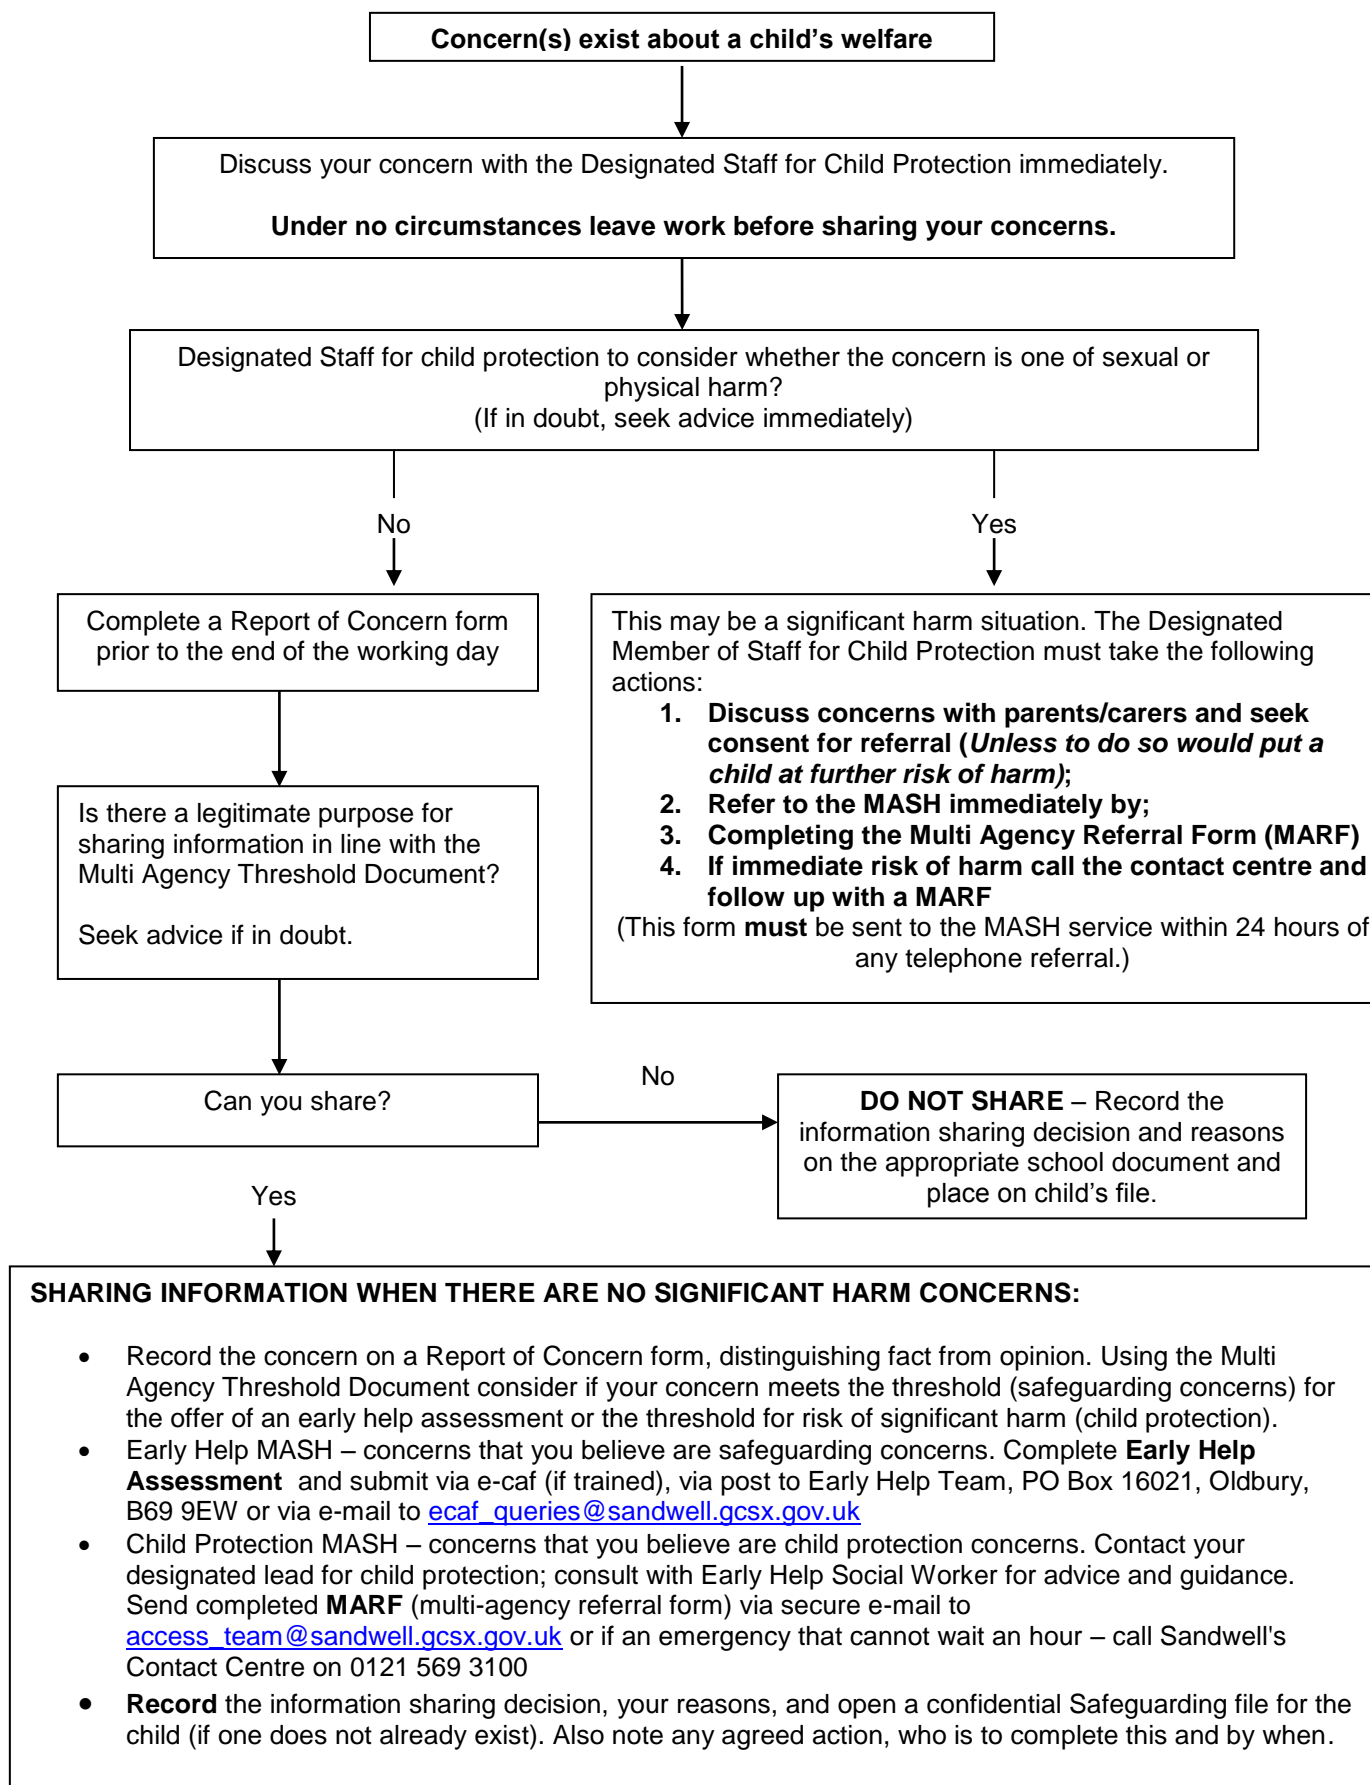 Concern(s) exist about a child's welfare
Discuss your concern with the Designated Staff for Child Protection immediately.
Under no circumstances leave work before sharing your concerns.
Designated Staff for child protection to consider whether the concern is one of sexual or
physical harm?
(If in doubt, seek advice immediately)
No
Yes
Complete a Report of Concern form
prior to the end of the working day
This may be a significant harm situation. The Designated
Member of Staff for Child Protection must take the following
actions:
1. Discuss concerns with parents/carers and seek
consent for referral (Unless to do so would put a
child at further risk of harm);
2. Refer to the MASH immediately by;
3. Completing the Multi Agency Referral Form (MARF)
4. If immediate risk of harm call the contact centre and
follow up with a MARF
(This form must be sent to the MASH service within 24 hours of
any telephone referral.)
Is there a legitimate purpose for
sharing information in line with the
Multi Agency Threshold Document?
Seek advice if in doubt.
Can you share?
No
DO NOT SHARE – Record the
information sharing decision and reasons
on the appropriate school document and
place on child's file.
Yes
SHARING INFORMATION WHEN THERE ARE NO SIGNIFICANT HARM CONCERNS:
• Record the concern on a Report of Concern form, distinguishing fact from opinion. Using the Multi
Agency Threshold Document consider if your concern meets the threshold (safeguarding concerns) for
the offer of an early help assessment or the threshold for risk of significant harm (child protection).
• Early Help MASH – concerns that you believe are safeguarding concerns. Complete Early Help
Assessment and submit via e-caf (if trained), via post to Early Help Team, PO Box 16021, Oldbury,
B69 9EW or via e-mail to ecaf_queries@sandwell.gcsx.gov.uk
• Child Protection MASH – concerns that you believe are child protection concerns. Contact your
designated lead for child protection; consult with Early Help Social Worker for advice and guidance.
Send completed MARF (multi-agency referral form) via secure e-mail to
access_team@sandwell.gcsx.gov.uk or if an emergency that cannot wait an hour – call Sandwell's
Contact Centre on 0121 569 3100
• Record the information sharing decision, your reasons, and open a confidential Safeguarding file for the
child (if one does not already exist). Also note any agreed action, who is to complete this and by when.